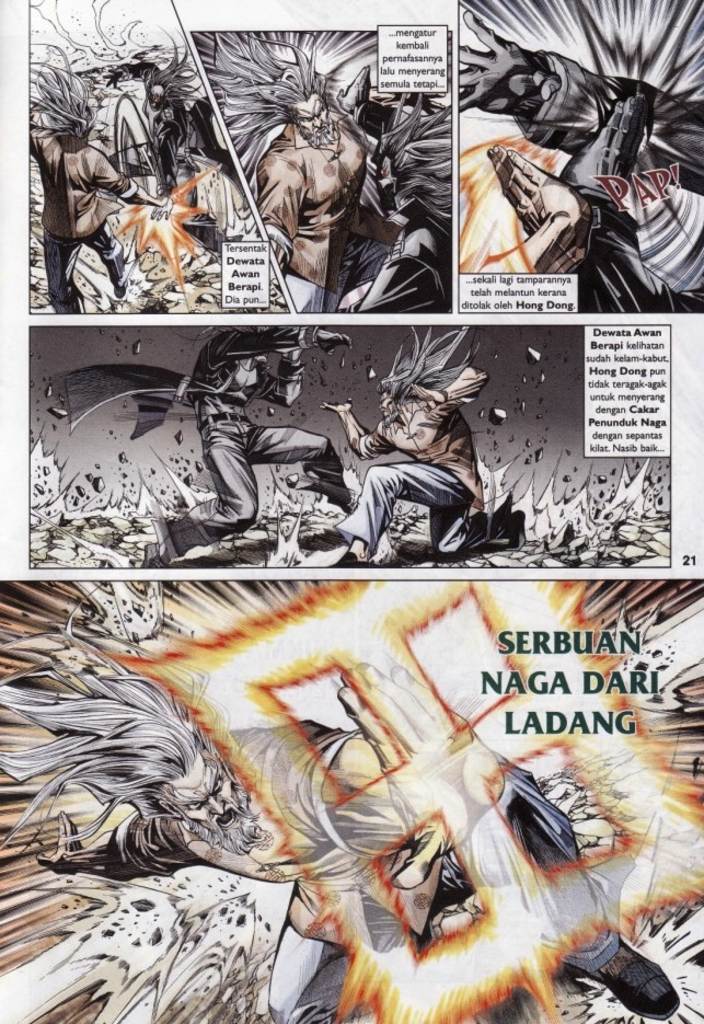 Tersentak
Dewata
Awan
Berapi.
Dia pun...
...mengatur
kembali
pernafasannya
lalu menyerang
semula tetapi...
PAP!
...sekali lagi tamparannya
telah melantun kerana
ditolak oleh Hong Dong.
Dewata Awan
Berapi kelihatan
sudah kelam-kabut,
Hong Dong pun
tidak teragak-agak
untuk menyerang
dengan Cakar
Penunduk Naga
dengan sepantas
kilat. Nasib baik...
21
SERBUAN
NAGA DARI
LADANG